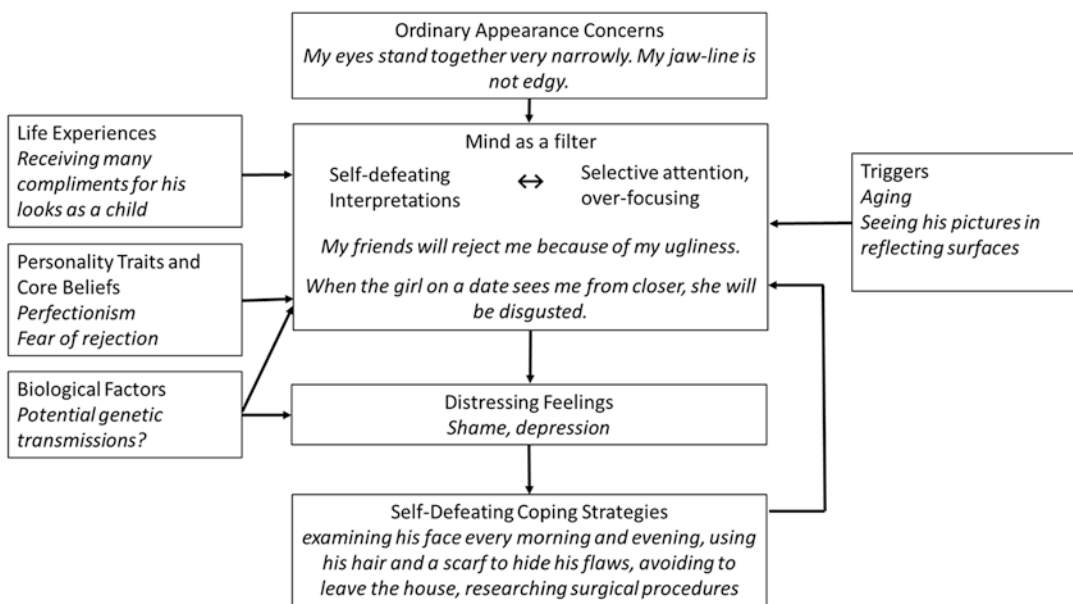 Ordinary Appearance Concerns
My eyes stand together very narrowly. My jaw-line is
not edgy.
Life Experiences
Receiving many
compliments for his
looks as a child
Personality Traits and
Core Beliefs
Perfectionism
Fear of rejection
Biological Factors
Potential genetic
transmissions?
Mind as a filter
Self-defeating
Interpretations
↔
Selective attention,
over-focusing
My friends will reject me because of my ugliness.
When the girl on a date sees me from closer, she will
be disgusted.
Triggers
Aging
Seeing his pictures in
reflecting surfaces
Distressing Feelings
Shame, depression
Self-Defeating Coping Strategies
examining his face every morning and evening, using
his hair and a scarf to hide his flaws, avoiding to
leave the house, researching surgical procedures